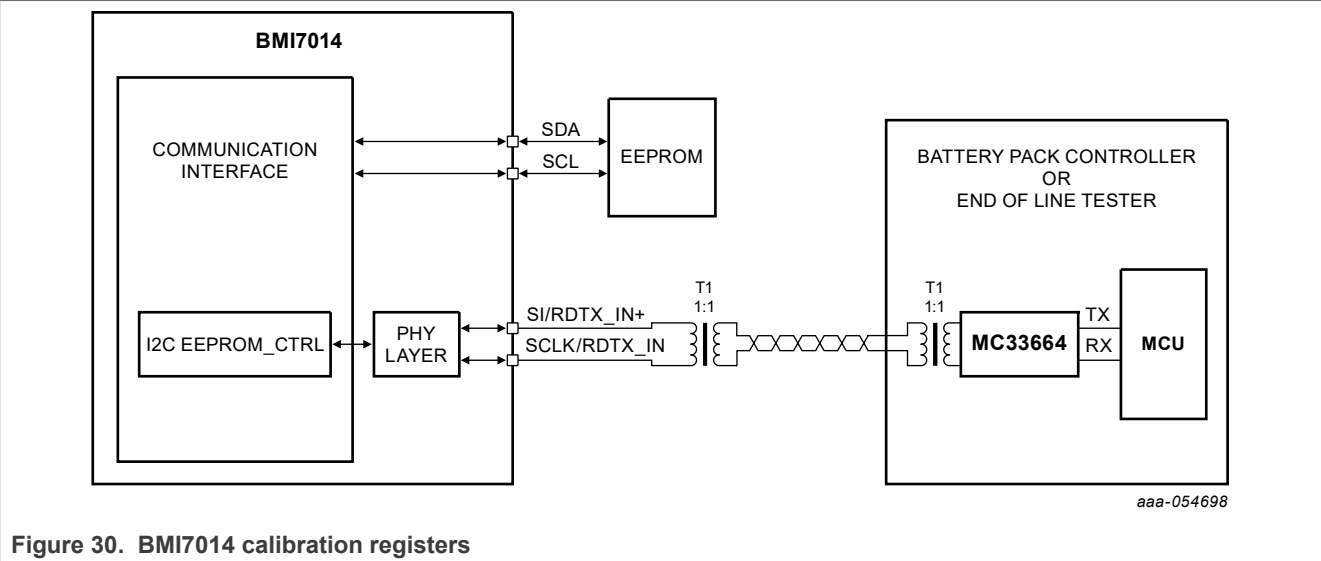 BMI7014
COMMUNICATION
INTERFACE
SDA
SCL
EEPROM
BATTERY PACK CONTROLLER
OR
END OF LINE TESTER
I2C EEPROM_CTRL
PHY
LAYER
SI/RDTX_IN+
SCLK/RDTX_IN
T1
1:1
T1
1:1
MC33664
TX
RX
MCU
aaa-054698
Figure 30. BMI7014 calibration registers